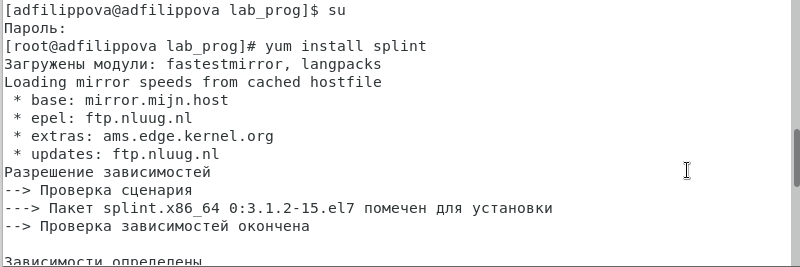 [adfilippova@adfilippova lab_prog]$ su
Пароль:
[root@adfilippova lab_prog]# yum install splint
Загружены модули: fastestmirror, langpacks
Loading mirror speeds from cached hostfile
 * base: mirror.mijn.host
 * epel: ftp.nluug.nl
 * extras: ams.edge.kernel.org
 * updates: ftp.nluug.nl
Разрешение зависимостей
--> Проверка сценария
---> Пакет splint.x86_64 0:3.1.2-15.el7 помечен для установки
--> Проверка зависимостей окончена
Зависимости определены